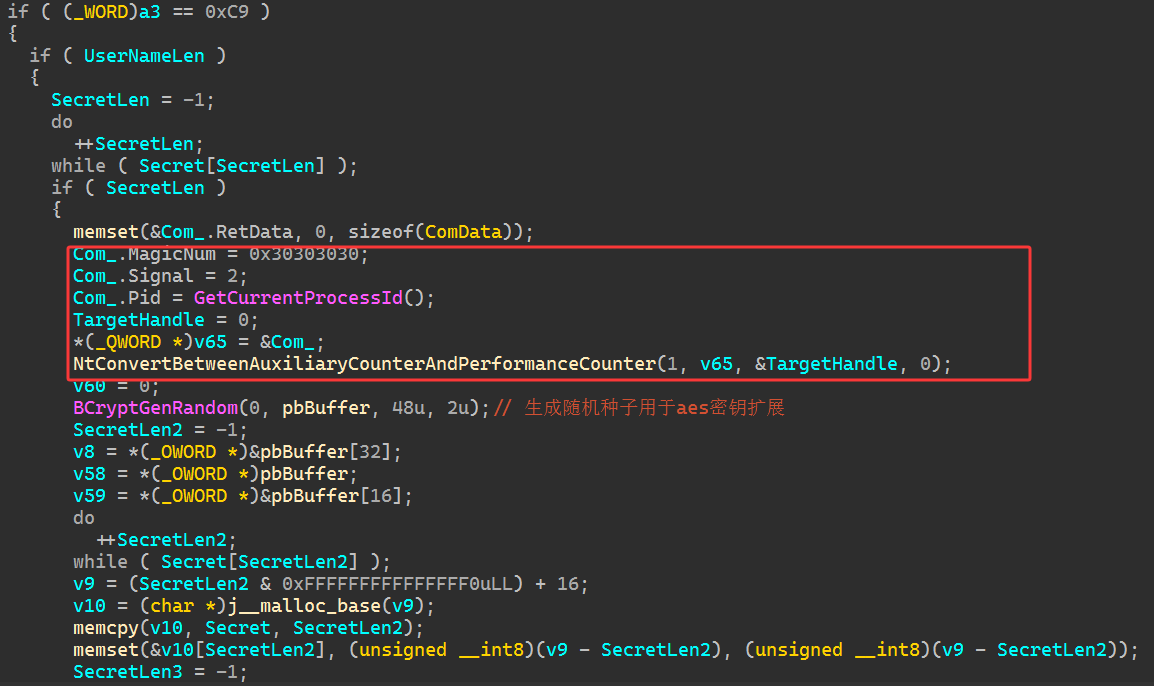 if ( (_WORD)a3 == 0xC9 )
{
if ( UserNameLen )
{
SecretLen = -1;
do
++SecretLen;
while ( Secret[SecretLen] );
if ( SecretLen )
{
memset(&Com_.RetData, 0, sizeof(ComData));
Com_.MagicNum = 0x30303030;
Com_.Signal = 2;
Com_.Pid = GetCurrentProcessId();
TargetHandle = 0;
*(_QWORD *)v65 = &Com_;
NtConvertBetweenAuxiliaryCounterAndPerformanceCounter(1, v65, &TargetHandle, 0);
v60 = 0;
BCryptGenRandom(0, pbBuffer, 48u, 2u);// 生成随机种子用于aes密钥扩展
SecretLen2 = -1;
v8 = *(_OWORD *)&pbBuffer[32];
v58 = *(_OWORD *)pbBuffer;
v59 = *(_OWORD *)&pbBuffer[16];
do
++SecretLen2;
while ( Secret[SecretLen2] );
v9 = (SecretLen2 & 0xFFFFFFFFFFFFFFF0uLL) + 16;
v10 = (char *)j__malloc_base(v9);
memcpy(v10, Secret, SecretLen2);
memset(&v10[SecretLen2], (unsigned __int8)(v9 - SecretLen2), (unsigned __int8)(v9 - SecretLen2));
SecretLen3 = -1;